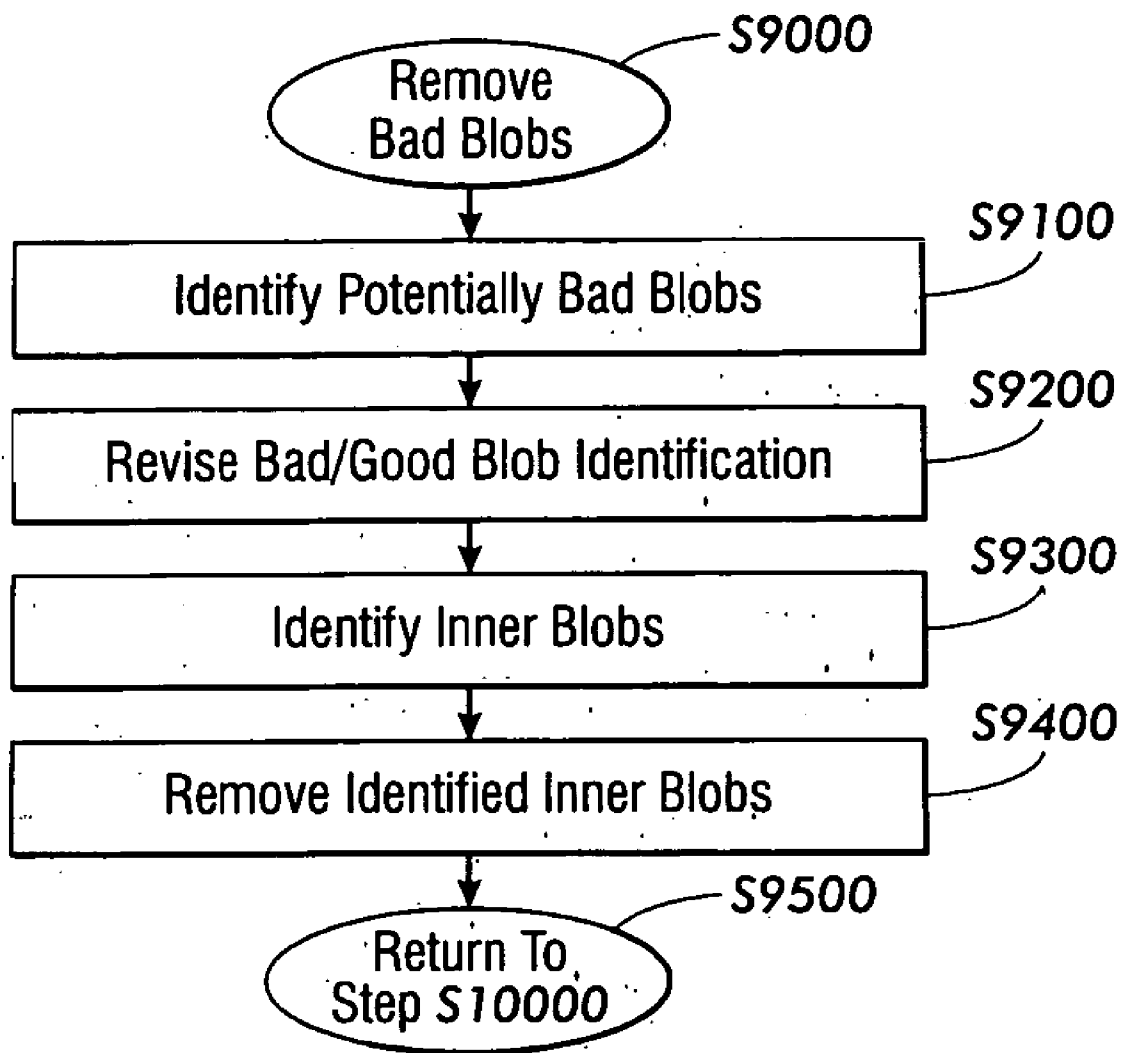 S9000
Remove
Bad Blobs
S9100
Identify Potentially Bad Blobs
S9200
Revise Bad/Good Blob Identification
S9300
Identify Inner Blobs
S9400
Remove Identified Inner Blobs
S9500
Return To
Step S10000